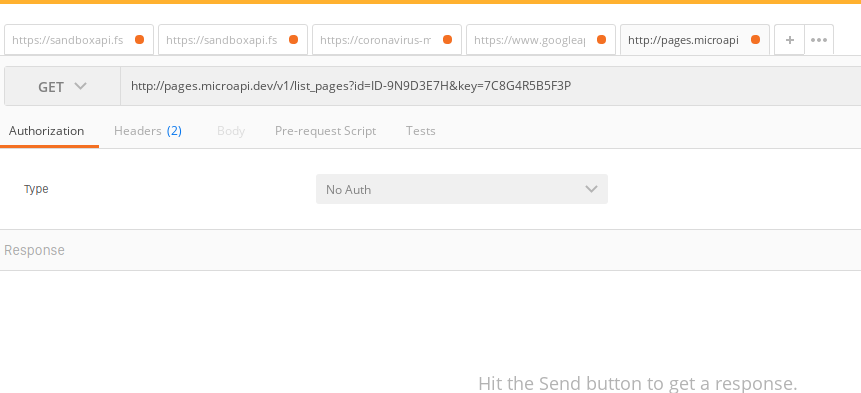 https://sandboxapi.fs
https://sandboxapi.fs
https://coronavirus-m
https://www.googleap
http://pages.microapi
GET
http://pages.microapi.dev/v1/list_pages?id=ID-9N9D3E7H&key=7C8G4R5B5F3P
Authorization
Headers (2)
Body
Pre-request Script
Tests
Type
No Auth
Response
Hit the Send button to get a response.